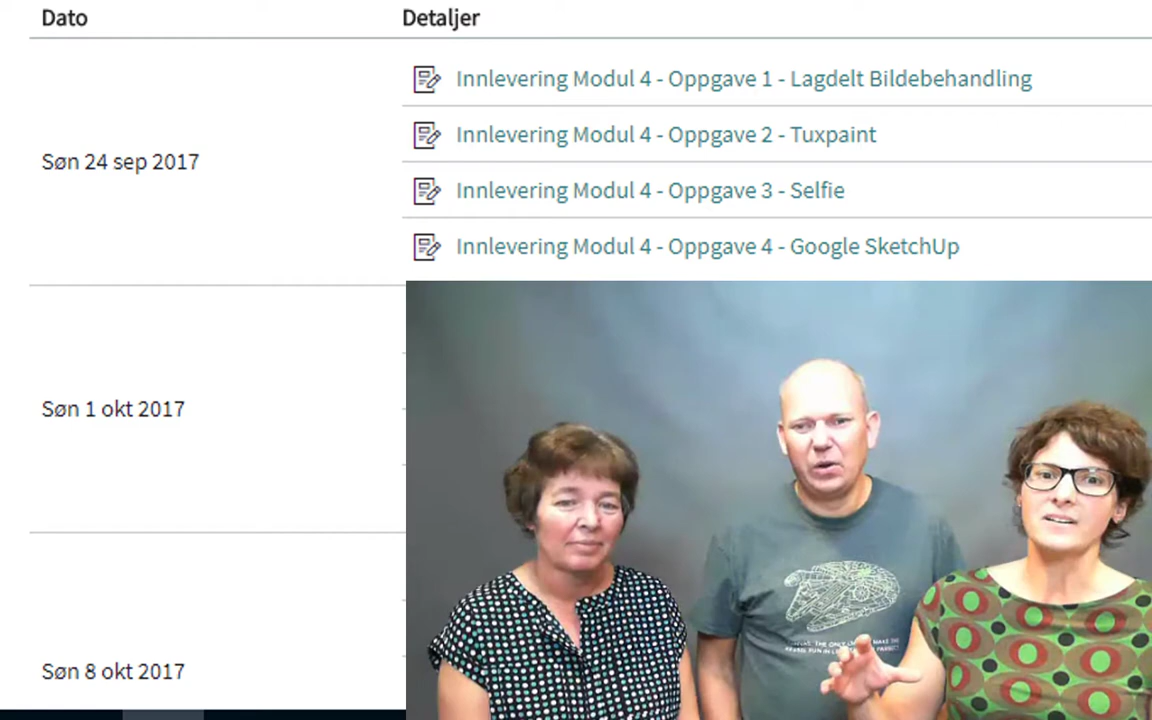 Dato Detaljer
Innlevering Modul 4 - Oppgave 1 - Lagdelt Bildebehandling
Innlevering Modul 4 - Oppgave 2 - Tuxpaint
Søn 24 sep 2017
Innlevering Modul 4 - Oppgave 3 - Selfie
Innlevering Modul 4 - Oppgave 4 - Google SketchUp
Søn 1 okt 2017
Søn 8 okt 2017